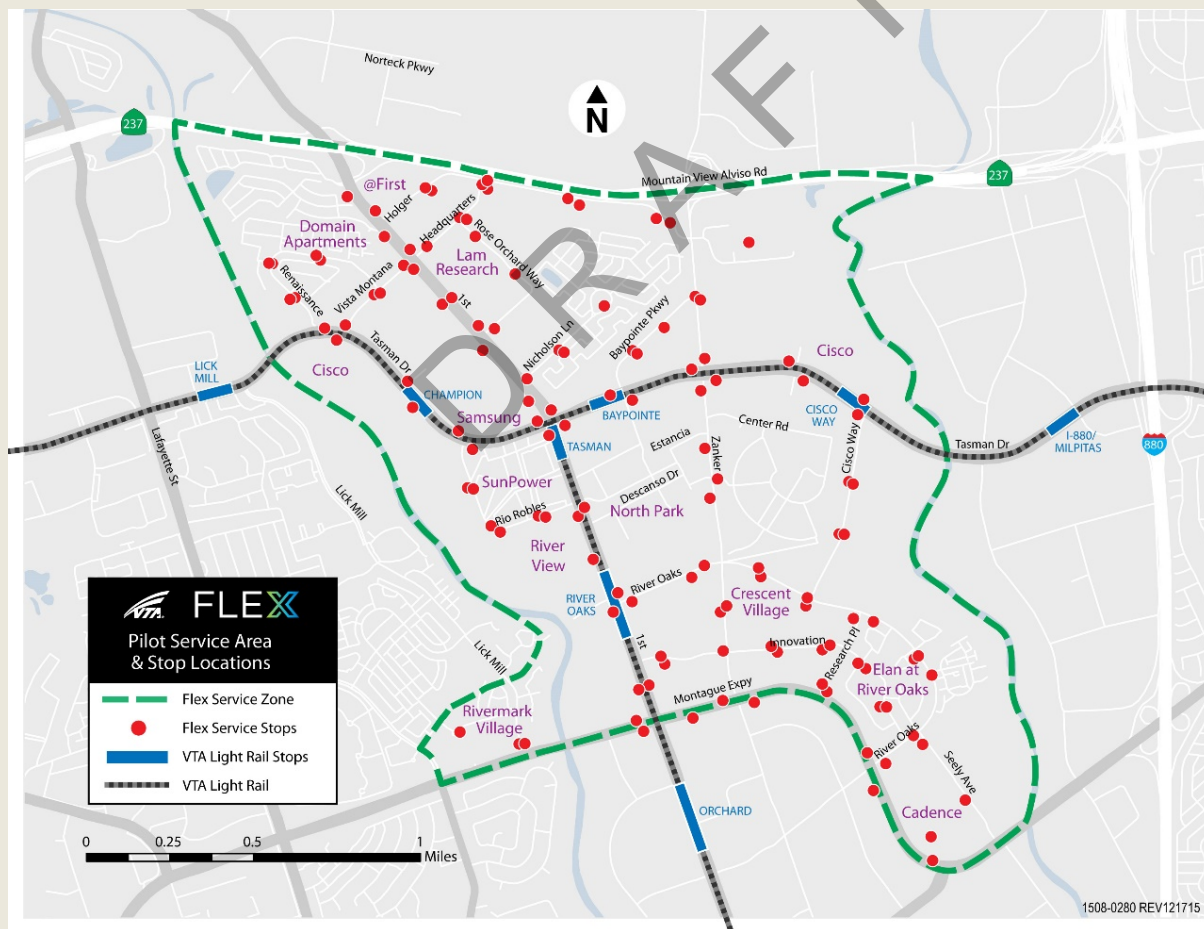 DRAFT
Norteck Pkwy
237
N
Mountain View Alviso Rd
237
@First
Holger
Headquarters
Domain
Apartments
Rose Orchard Way
Lam
Research
Renaissance
Vista Montana
1st
Nicholson Ln
Baypointe Pkwy
Tasman Dr
Cisco
Cisco
LICK
MILL
CHAMPION
Samsung
BAYPOINTE
CISCO
WAY
TASMAN
Estancia
Center Rd
Zanker
Cisco Way
Tasman Dr
I-880/
MILPITAS
880
Lafayette St
Lick Mill
SunPower
Descanso Dr
North Park
Rio Robles
River
View
RIVER
OAKS
River Oaks
Crescent
Village
1st
Innovation
Research Pl
Elan at
River Oaks
Lick Mill
Montague Expy
Rivermark
Village
River Oaks
Seely Ave
Cadence
ORCHARD
VTA FLEX
Pilot Service Area
& Stop Locations
Flex Service Zone
Flex Service Stops
VTA Light Rail Stops
VTA Light Rail
0 0.25 0.5 1
Miles
1508-0280 REV121715